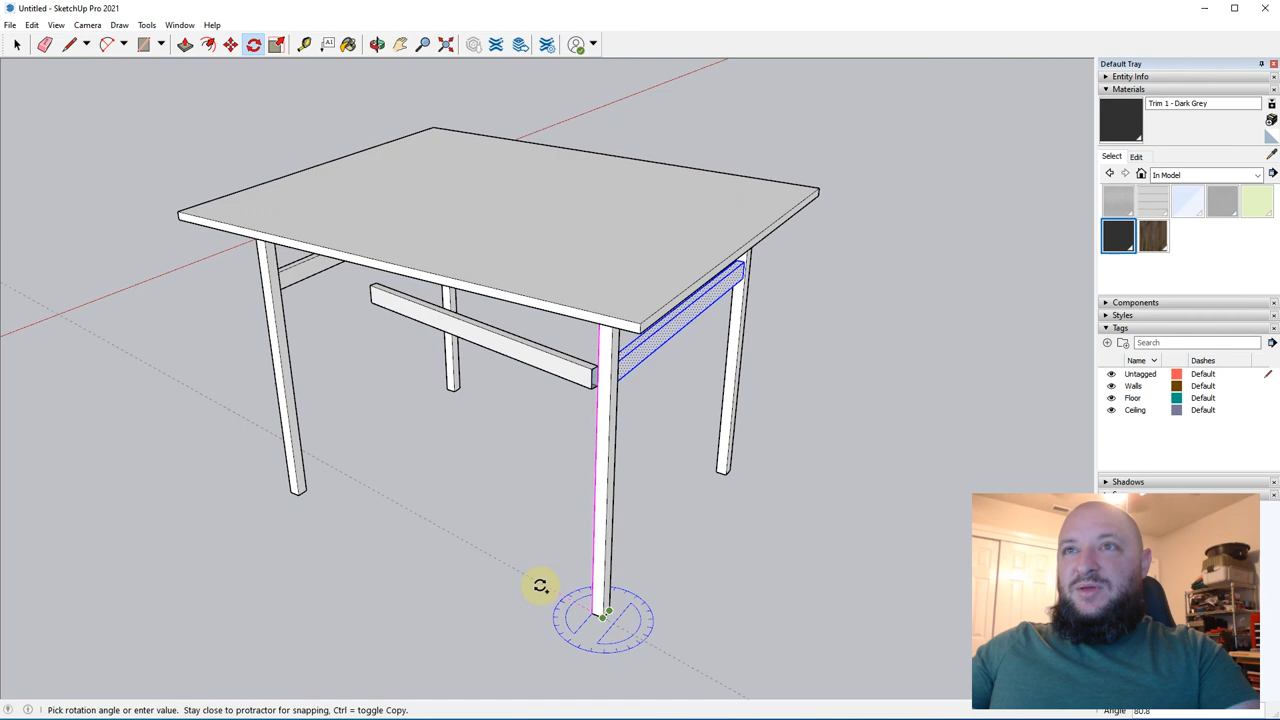 Untitled - SketchUp Pro 2021
File Edit View Camera Draw Tools Window Help
Default Tray
Entity Info
Materials
Trim 1 - Dark Grey
Select Edit
In Model
Components
Styles
Tags
Search
Name Dashes
Untagged Default
Walls Default
Floor Default
Ceiling Default
Shadows
Pick rotation angle or enter value. Stay close to protractor for snapping, Ctrl = toggle Copy.
Angle 80.8